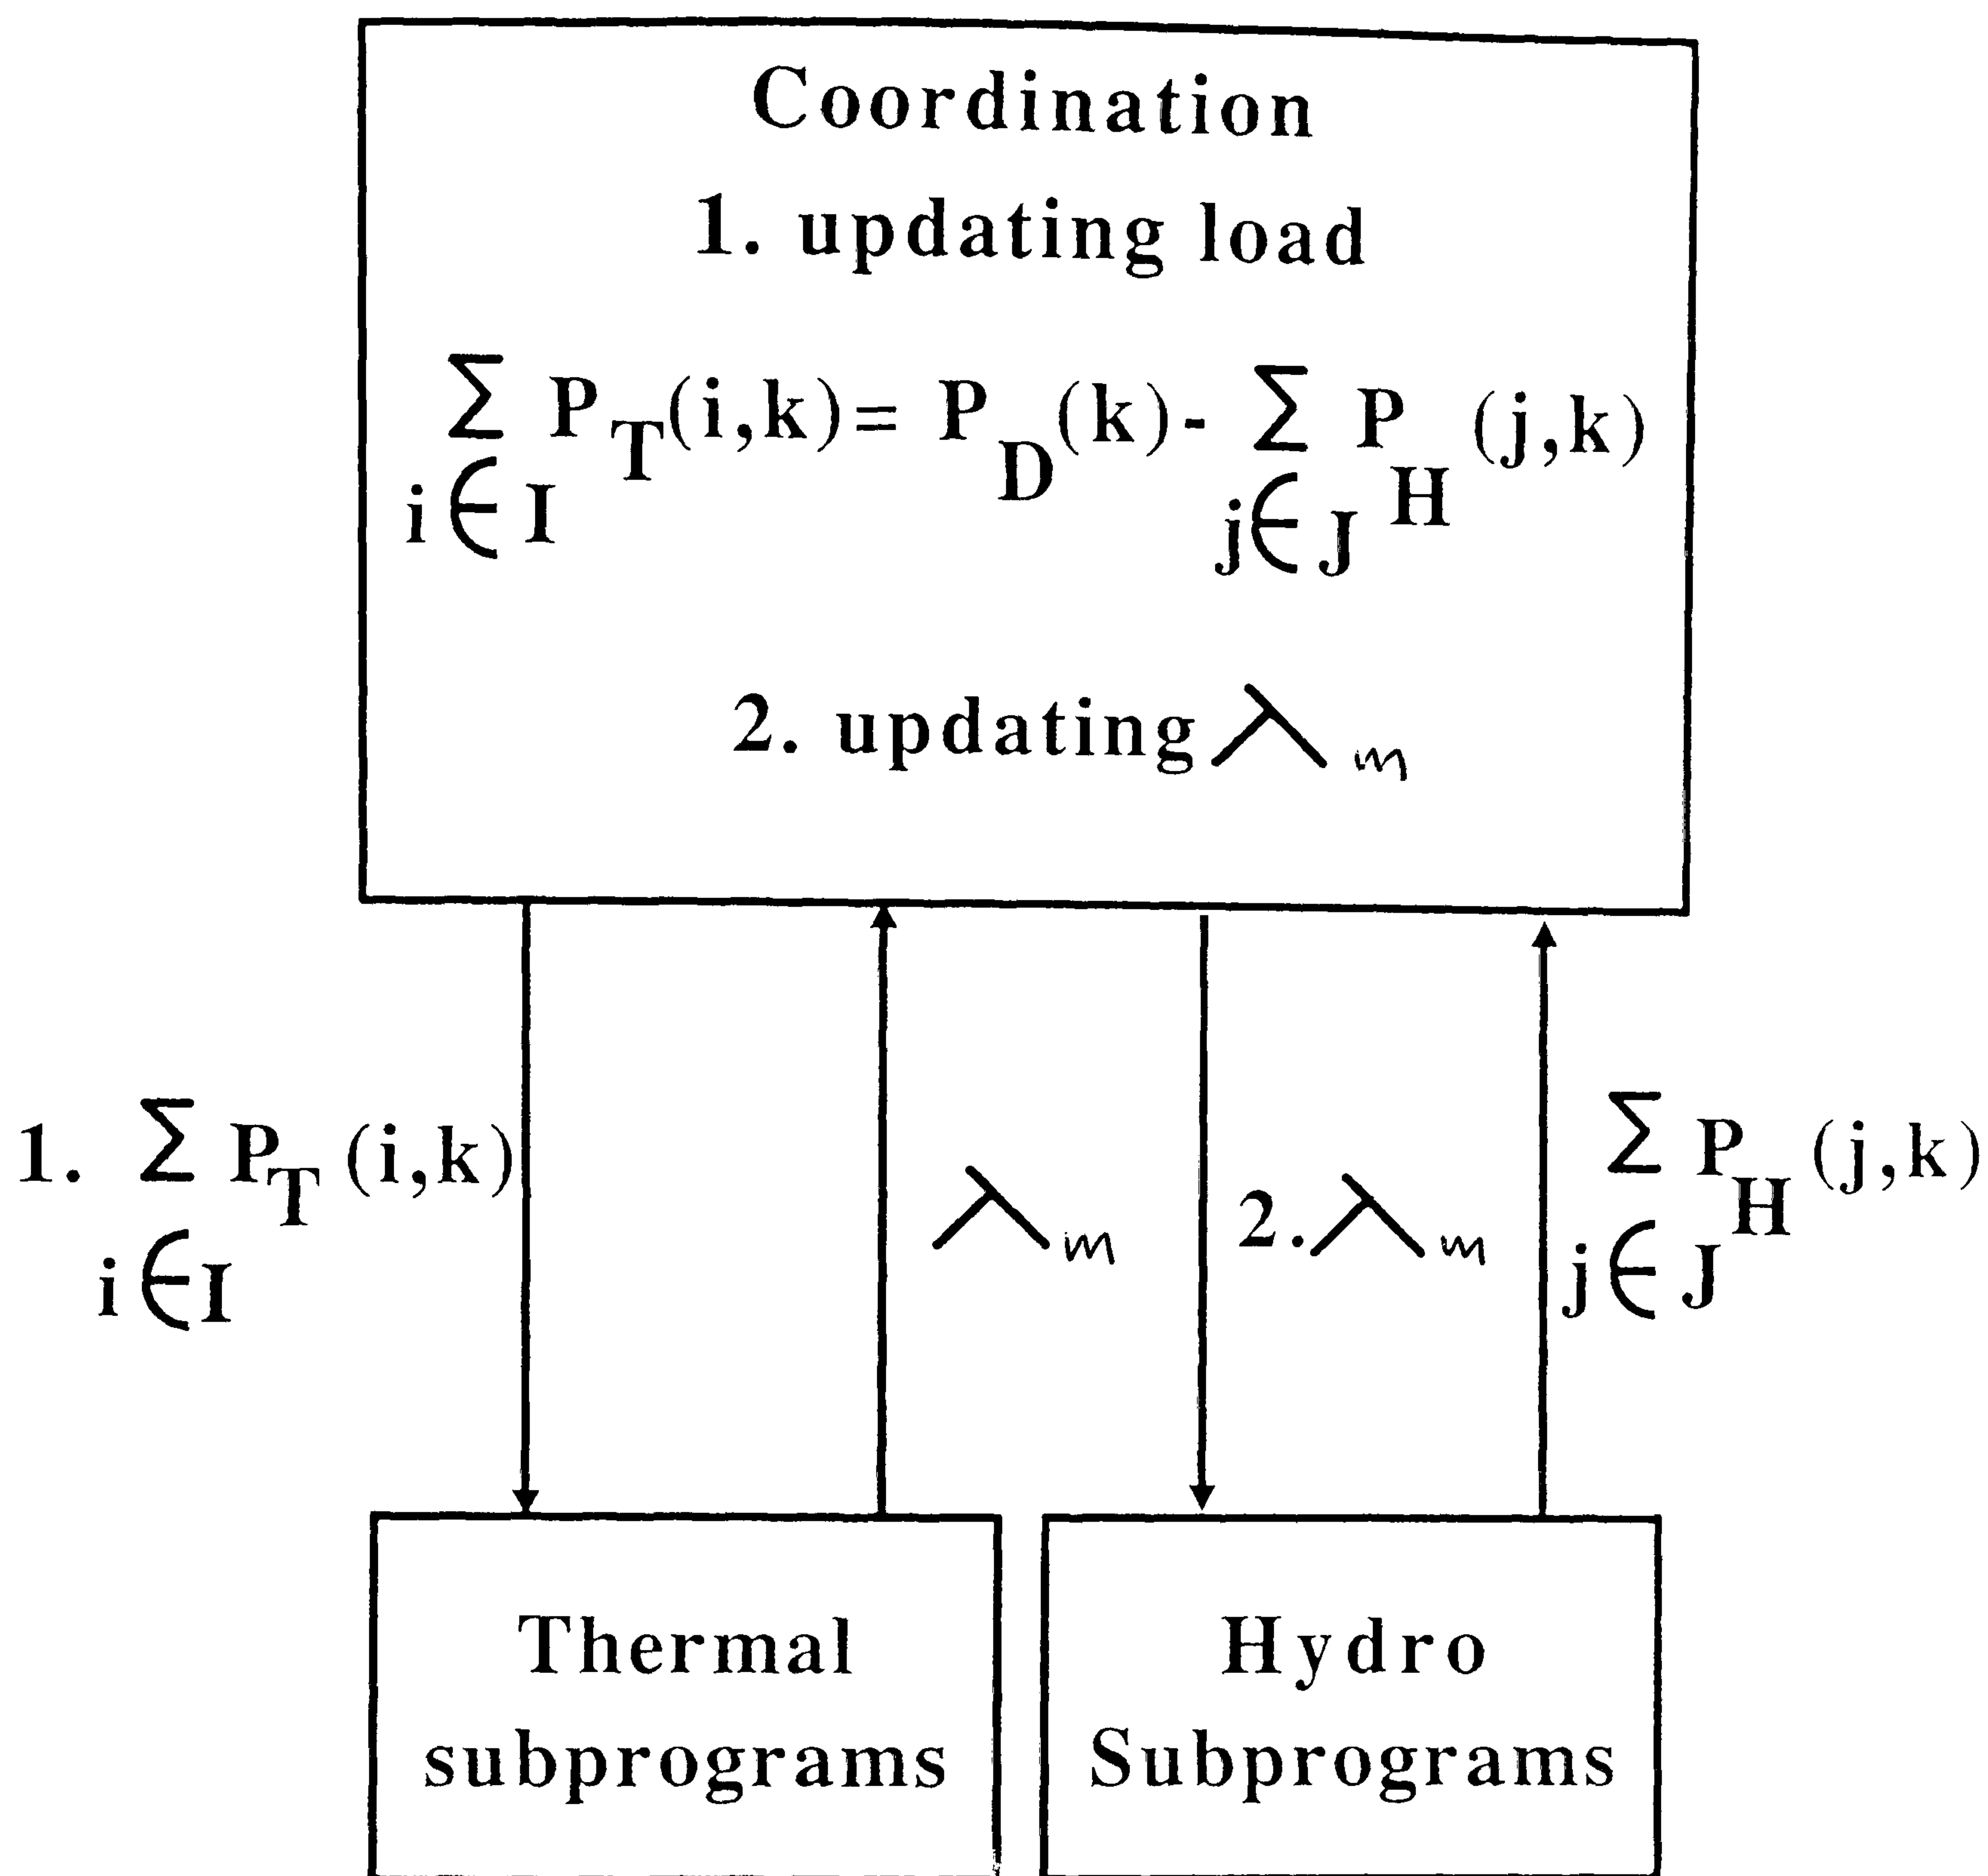 Coordination
1. updating load
Σ P_T(i,k)= P_D(k)- Σ P_H(j,k)
i∈I j∈J
2. updating λ_m
1. Σ P_T(i,k)
i∈I
λ_m
2. λ_m
Σ P_H(j,k)
j∈J
Thermal
subprograms
Hydro
Subprograms